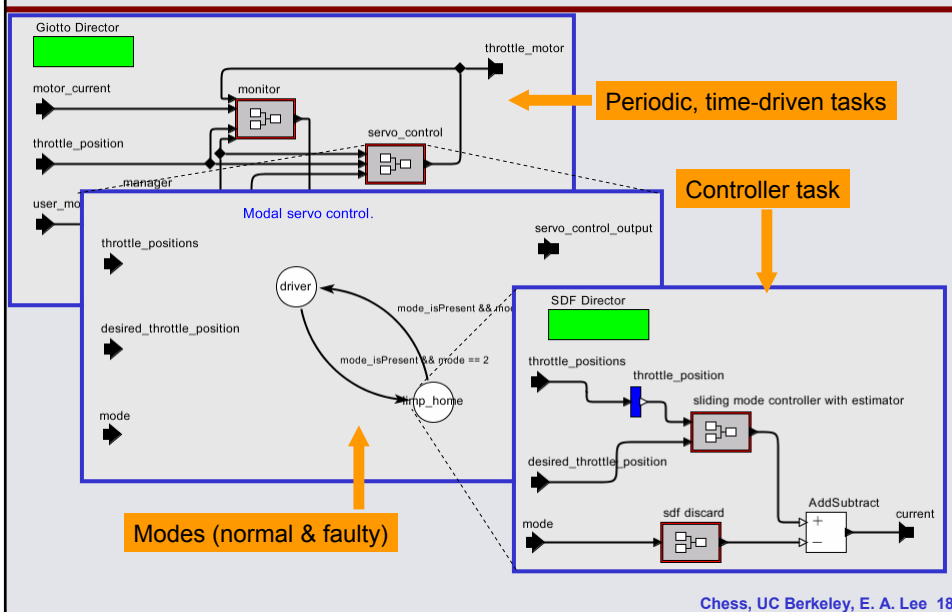 Giotto Director
throttle_motor
motor_current
monitor
Periodic, time-driven tasks
servo_control
throttle_position
manager
Controller task
Modal servo control.
throttle_positions
servo_control_output
driver
SDF Director
mode_isPresent &&
desired_throttle_position
mode_isPresent && mode == 2
throttle_positions
throttle_position
limp_home
sliding mode controller with estimator
mode
desired_throttle_position
AddSubtract
mode
sdf discard
+
current
−
Modes (normal & faulty)
Chess, UC Berkeley, E. A. Lee 18